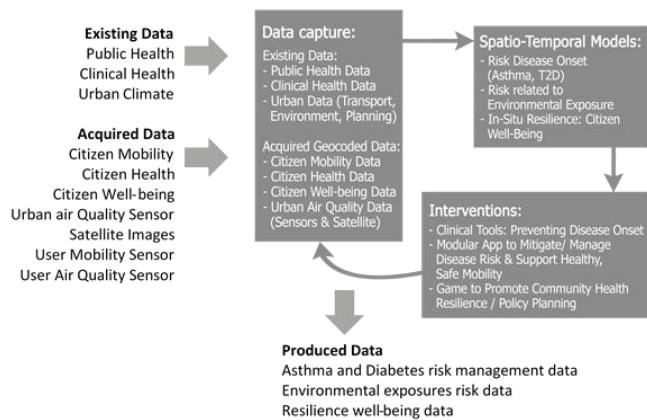 Existing Data
Public Health
Clinical Health
Urban Climate
Acquired Data
Citizen Mobility
Citizen Health
Citizen Well-being
Urban air Quality Sensor
Satellite Images
User Mobility Sensor
User Air Quality Sensor
Data capture:
Existing Data:
- Public Health Data
- Clinical Health Data
- Urban Data (Transport,
Environment, Planning)
Acquired Geocoded Data:
- Citizen Mobility Data
- Citizen Health Data
- Citizen Well-being Data
- Urban Air Quality Data
(Sensors & Satellite)
Spatio-Temporal Models:
- Risk Disease Onset
(Asthma, T2D)
- Risk related to
Environmental Exposure
- In-Situ Resilience: Citizen
Well-Being
Interventions:
- Clinical Tools: Preventing Disease Onset
- Modular App to Mitigate/ Manage
Disease Risk & Support Healthy,
Safe Mobility
- Game to Promote Community Health
Resilience / Policy Planning
Produced Data
Asthma and Diabetes risk management data
Environmental exposures risk data
Resilience well-being data